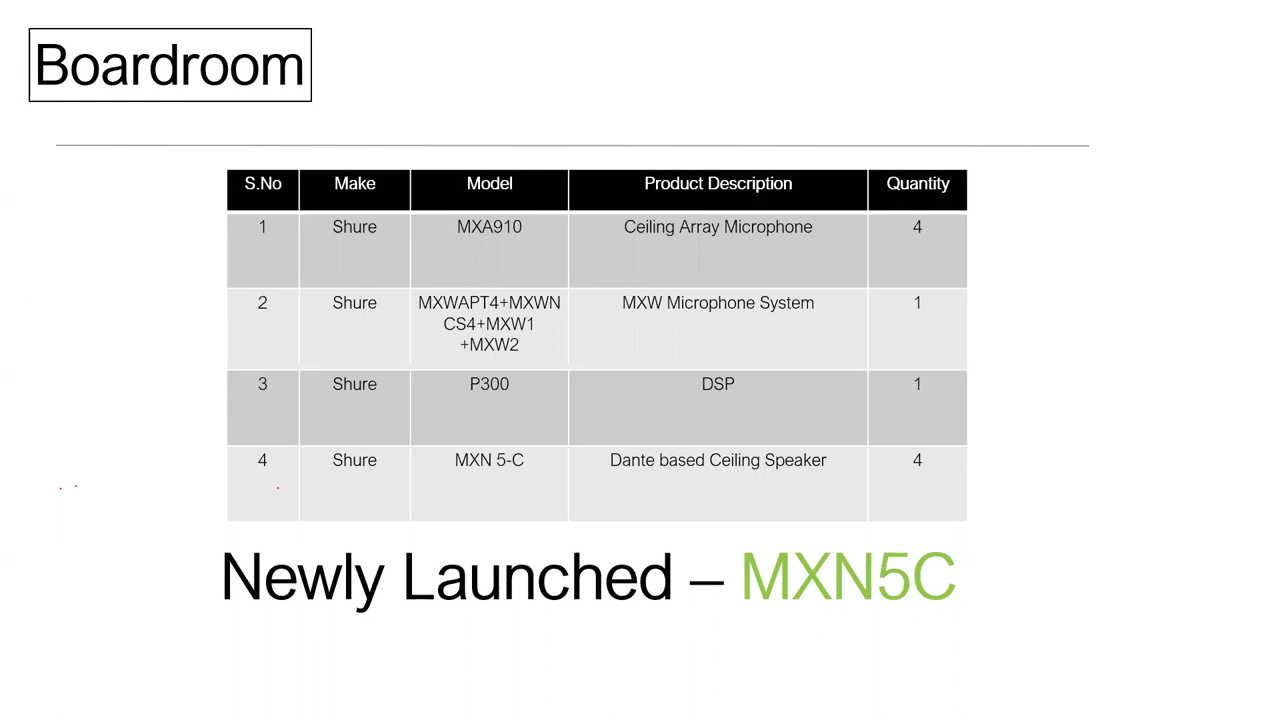 Boardroom
S.No Make Model Product Description Quantity
1 Shure MXA910 Ceiling Array Microphone 4
2 Shure MXWAPT4+MXWN MXW Microphone System 1
CS4+MXW1
+MXW2
3 Shure P300 DSP 1
4 Shure MXN 5-C Dante based Ceiling Speaker 4
Newly Launched – MXN5C